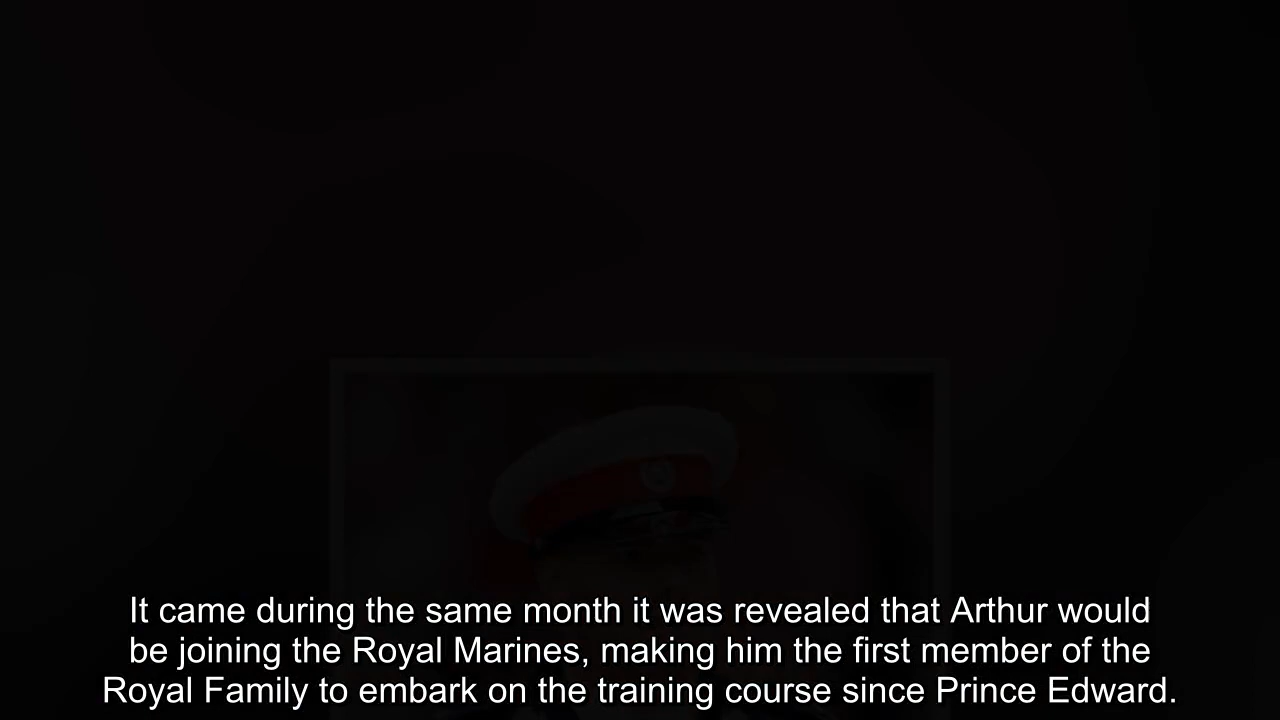 It came during the same month it was revealed that Arthur would
be joining the Royal Marines, making him the first member of the
Royal Family to embark on the training course since Prince Edward.